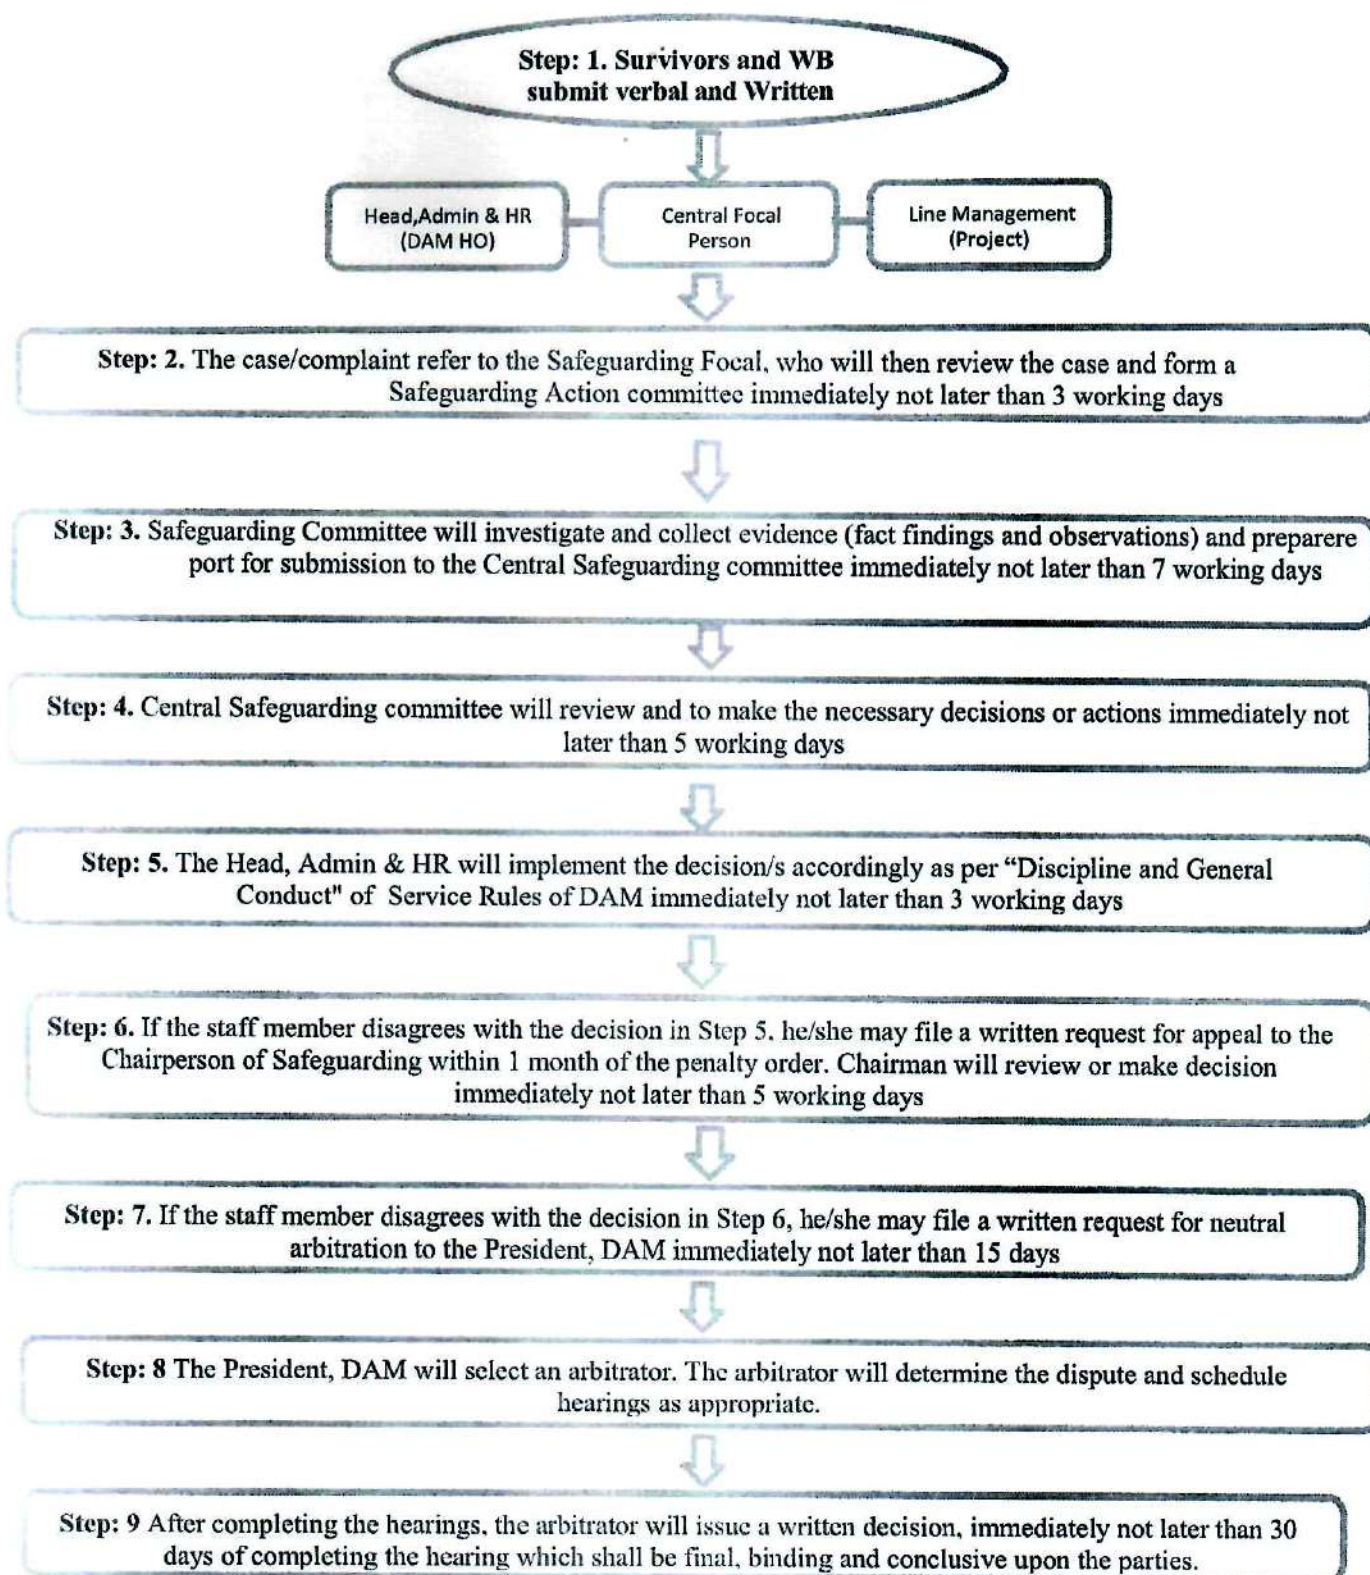 Step: 1. Survivors and WB
submit verbal and Written
Head,Admin & HR
(DAM HO)
Central Focal
Person
Line Management
(Project)
Step: 2. The case/complaint refer to the Safeguarding Focal, who will then review the case and form a
Safeguarding Action committee immediately not later than 3 working days
Step: 3. Safeguarding Committee will investigate and collect evidence (fact findings and observations) and preparere
port for submission to the Central Safeguarding committee immediately not later than 7 working days
Step: 4. Central Safeguarding committee will review and to make the necessary decisions or actions immediately not
later than 5 working days
Step: 5. The Head, Admin & HR will implement the decision/s accordingly as per “Discipline and General
Conduct" of Service Rules of DAM immediately not later than 3 working days
Step: 6. If the staff member disagrees with the decision in Step 5, he/she may file a written request for appeal to the
Chairperson of Safeguarding within 1 month of the penalty order. Chairman will review or make decision
immediately not later than 5 working days
Step: 7. If the staff member disagrees with the decision in Step 6, he/she may file a written request for neutral
arbitration to the President, DAM immediately not later than 15 days
Step: 8 The President, DAM will select an arbitrator. The arbitrator will determine the dispute and schedule
hearings as appropriate.
Step: 9 After completing the hearings, the arbitrator will issue a written decision, immediately not later than 30
days of completing the hearing which shall be final, binding and conclusive upon the parties.